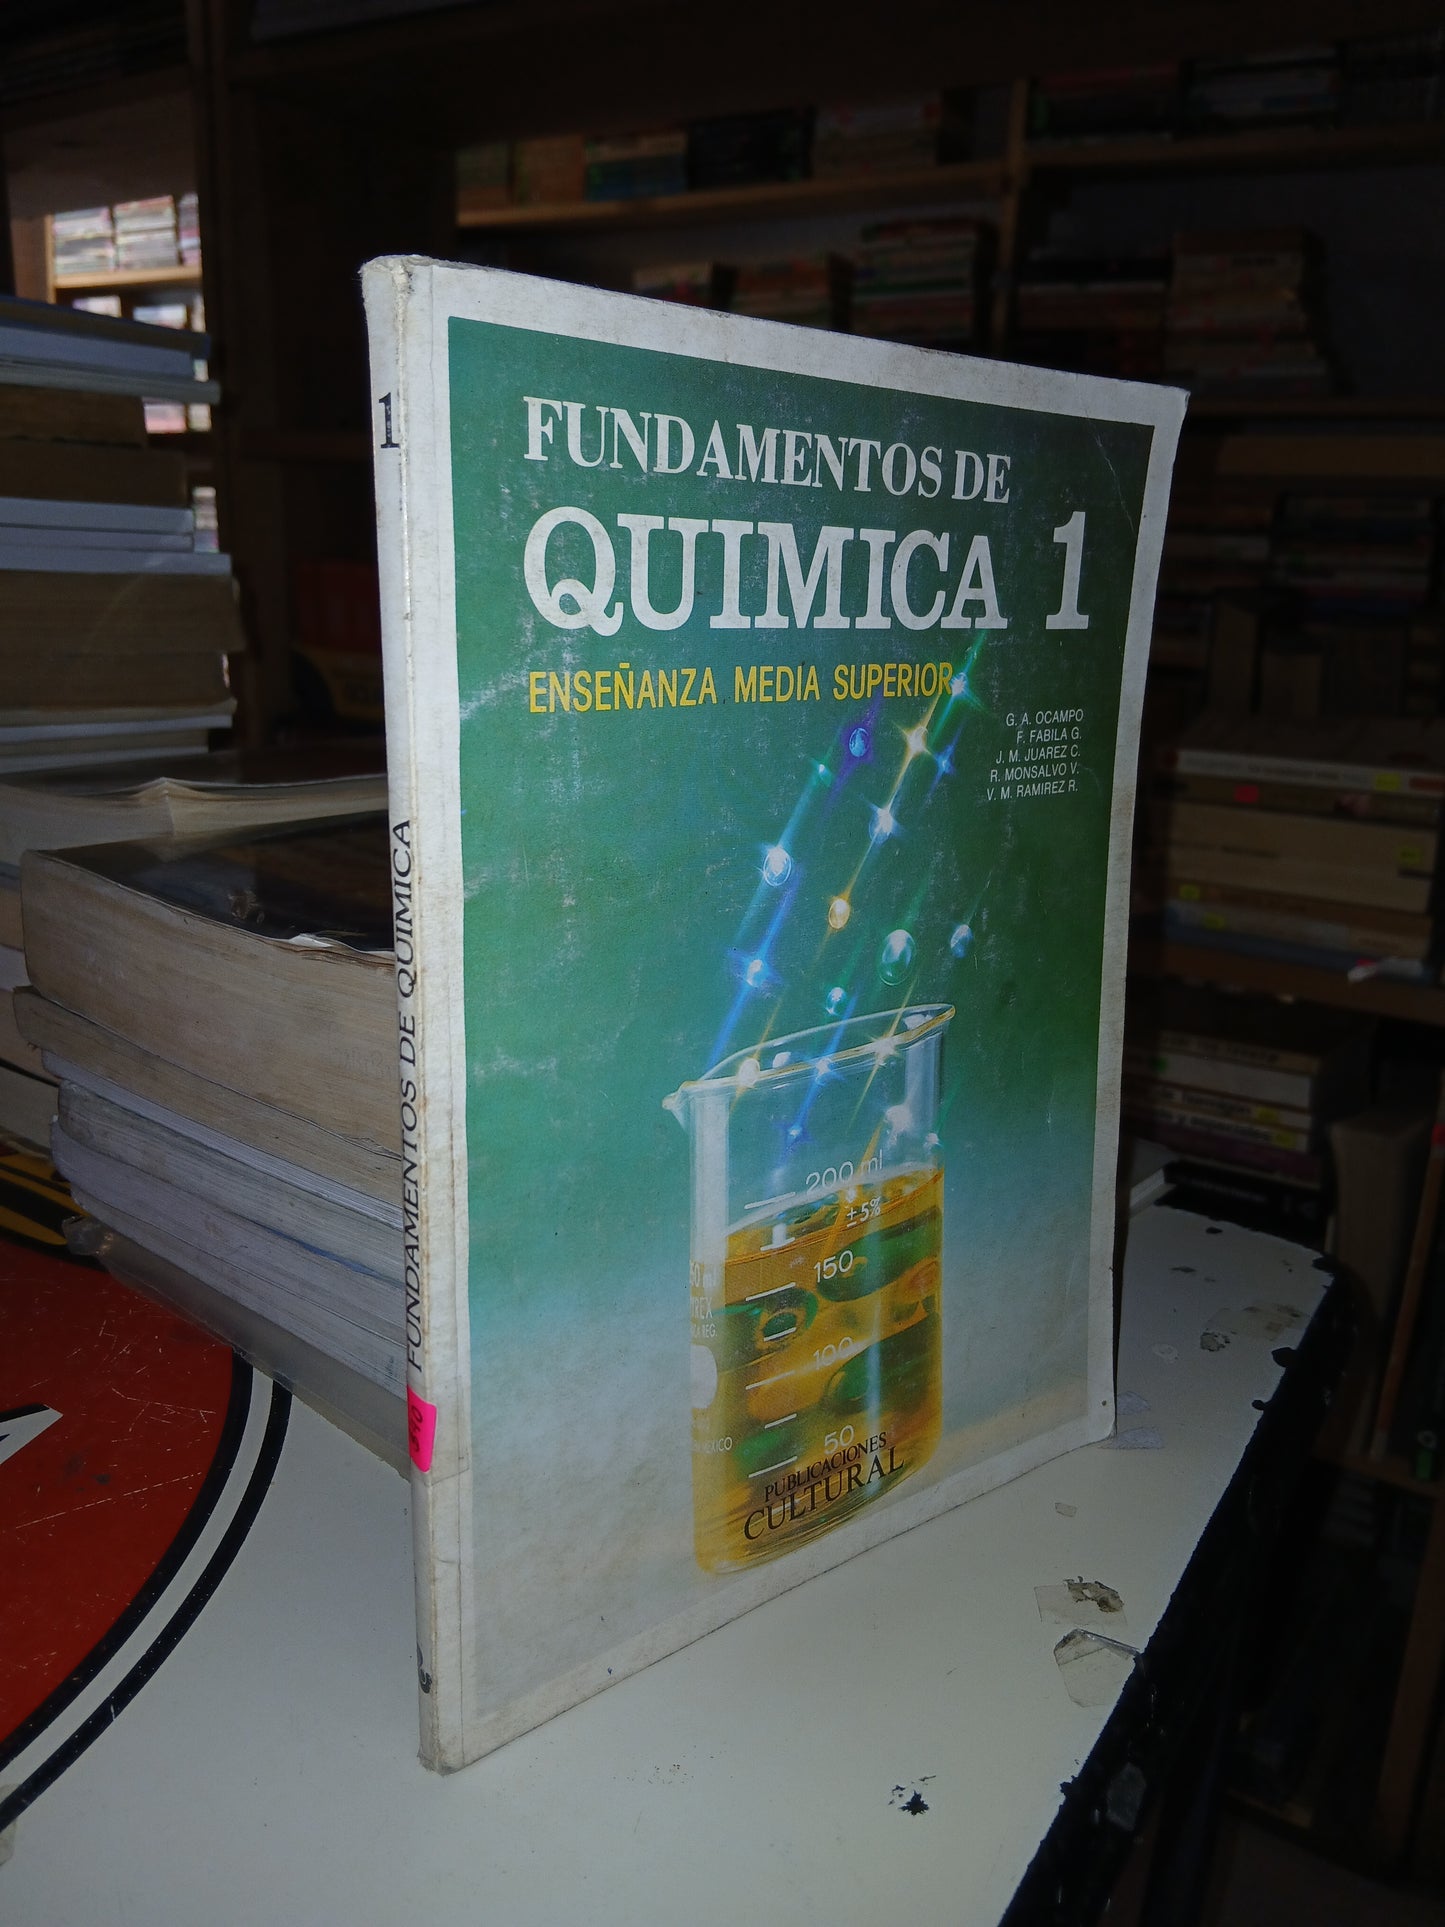 1
FUNDAMENTOS DE QUIMICA
FUNDAMENTOS DE
QUIMICA 1
ENSEÑANZA MEDIA SUPERIOR
G. A. OCAMPO
F. FABILA G.
J. M. JUAREZ C.
R. MONSALVO V.
V. M. RAMIREZ R.
200 ml
±5%
150
100
50
MEXICO
PUBLICACIONES
CULTURAL